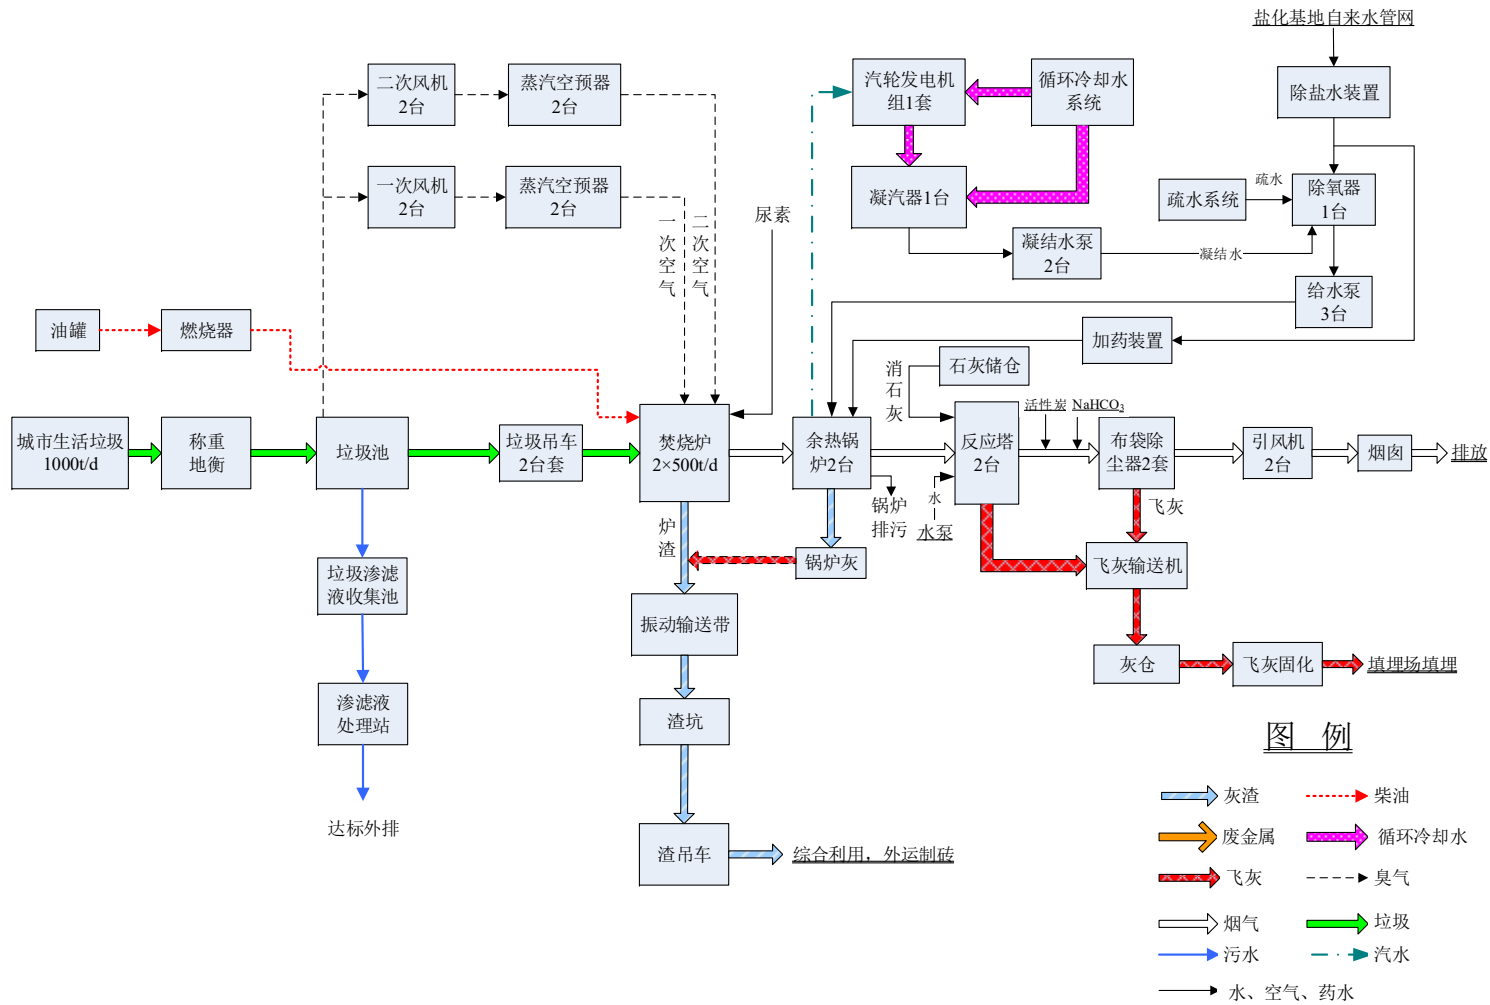 盐化基地自来水管网
二次风机
2台
蒸汽空预器
2台
汽轮发电机
组1套
循环冷却水
系统
除盐水装置
一次风机
2台
蒸汽空预器
2台
凝汽器1台
疏水系统
疏水
除氧器
1台
尿素
一次空气
二次空气
凝结水泵
2台
凝结水
给水泵
3台
油罐
燃烧器
加药装置
消石灰
石灰储仓
城市生活垃圾
1000t/d
称重
地衡
垃圾池
垃圾吊车
2台套
焚烧炉
2×500t/d
余热锅
炉2台
反应塔
2台
活性炭
NaHCO3
布袋除
尘器2套
引风机
2台
烟囱
排放
锅炉
排污
水
水泵
飞灰
炉渣
锅炉灰
飞灰输送机
垃圾渗滤
液收集池
振动输送带
灰仓
飞灰固化
填埋场填埋
渗滤液
处理站
渣坑
达标外排
渣吊车
综合利用，外运制砖
图 例
灰渣
柴油
废金属
循环冷却水
飞灰
臭气
烟气
垃圾
污水
汽水
水、空气、药水